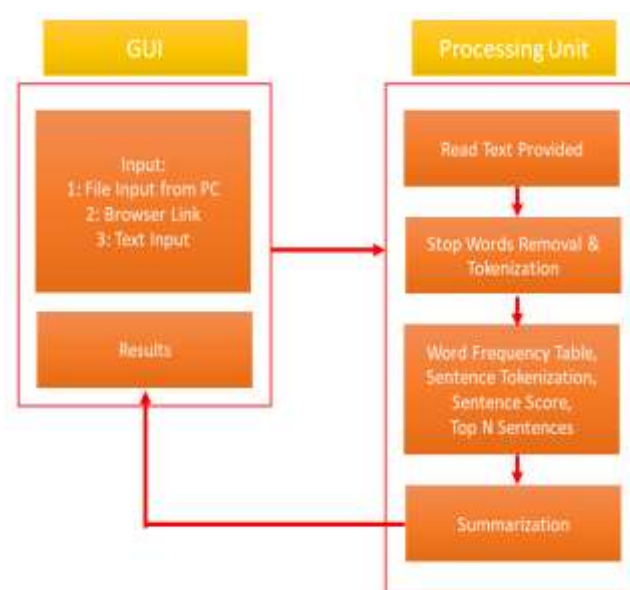 GUI
Input:
1: File Input from PC
2: Browser Link
3: Text Input
Results
Processing Unit
Read Text Provided
Stop Words Removal &
Tokenization
Word Frequency Table,
Sentence Tokenization,
Sentence Score,
Top N Sentences
Summarization